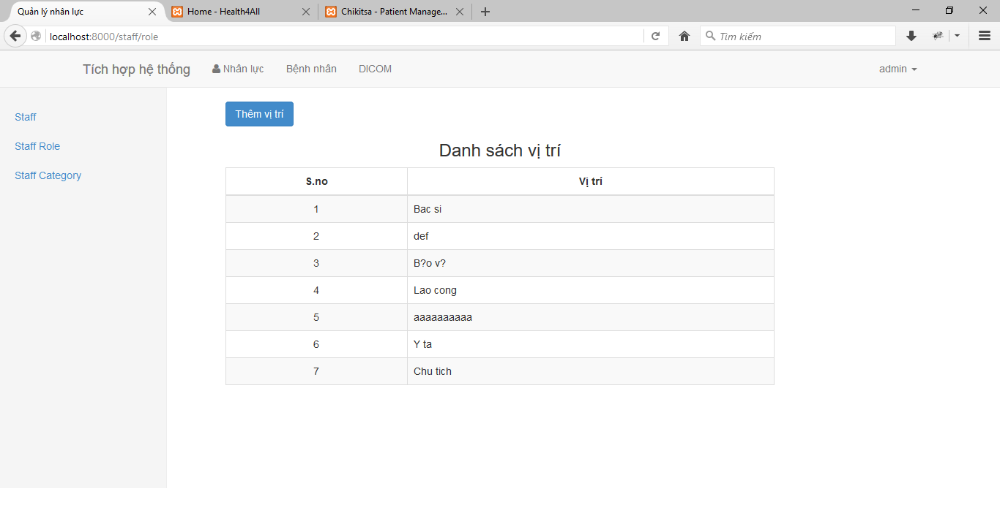 Quản lý nhân lực
Home - Health4All
Chikitsa - Patient Manage...
localhost:8000/staff/role
Tìm kiếm
Tích hợp hệ thống
Nhân lực
Bệnh nhân
DICOM
admin
Staff
Staff Role
Staff Category
Thêm vị trí
Danh sách vị trí
S.no Vị trí
1 Bac si
2 def
3 B?o v?
4 Lao cong
5 aaaaaaaaaa
6 Y ta
7 Chu tich